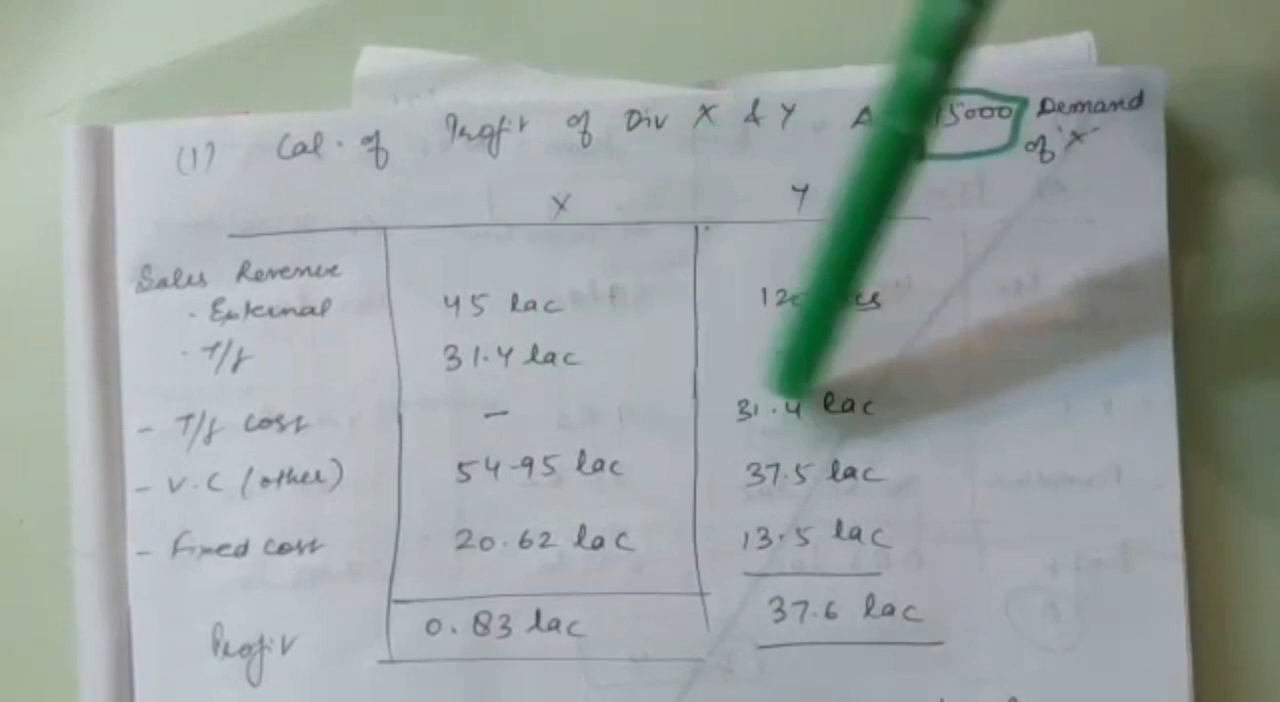 (1) Cal. of Profit of Div X & Y 15000 Demand
of 'X'
X Y
Sales Revenue
· External 45 lac
· T/f 31.4 lac
- T/f cost — 31.4 lac
- V.C (other) 54.95 lac 37.5 lac
- Fixed cost 20.62 lac 13.5 lac
Profit 0.83 lac 37.6 lac